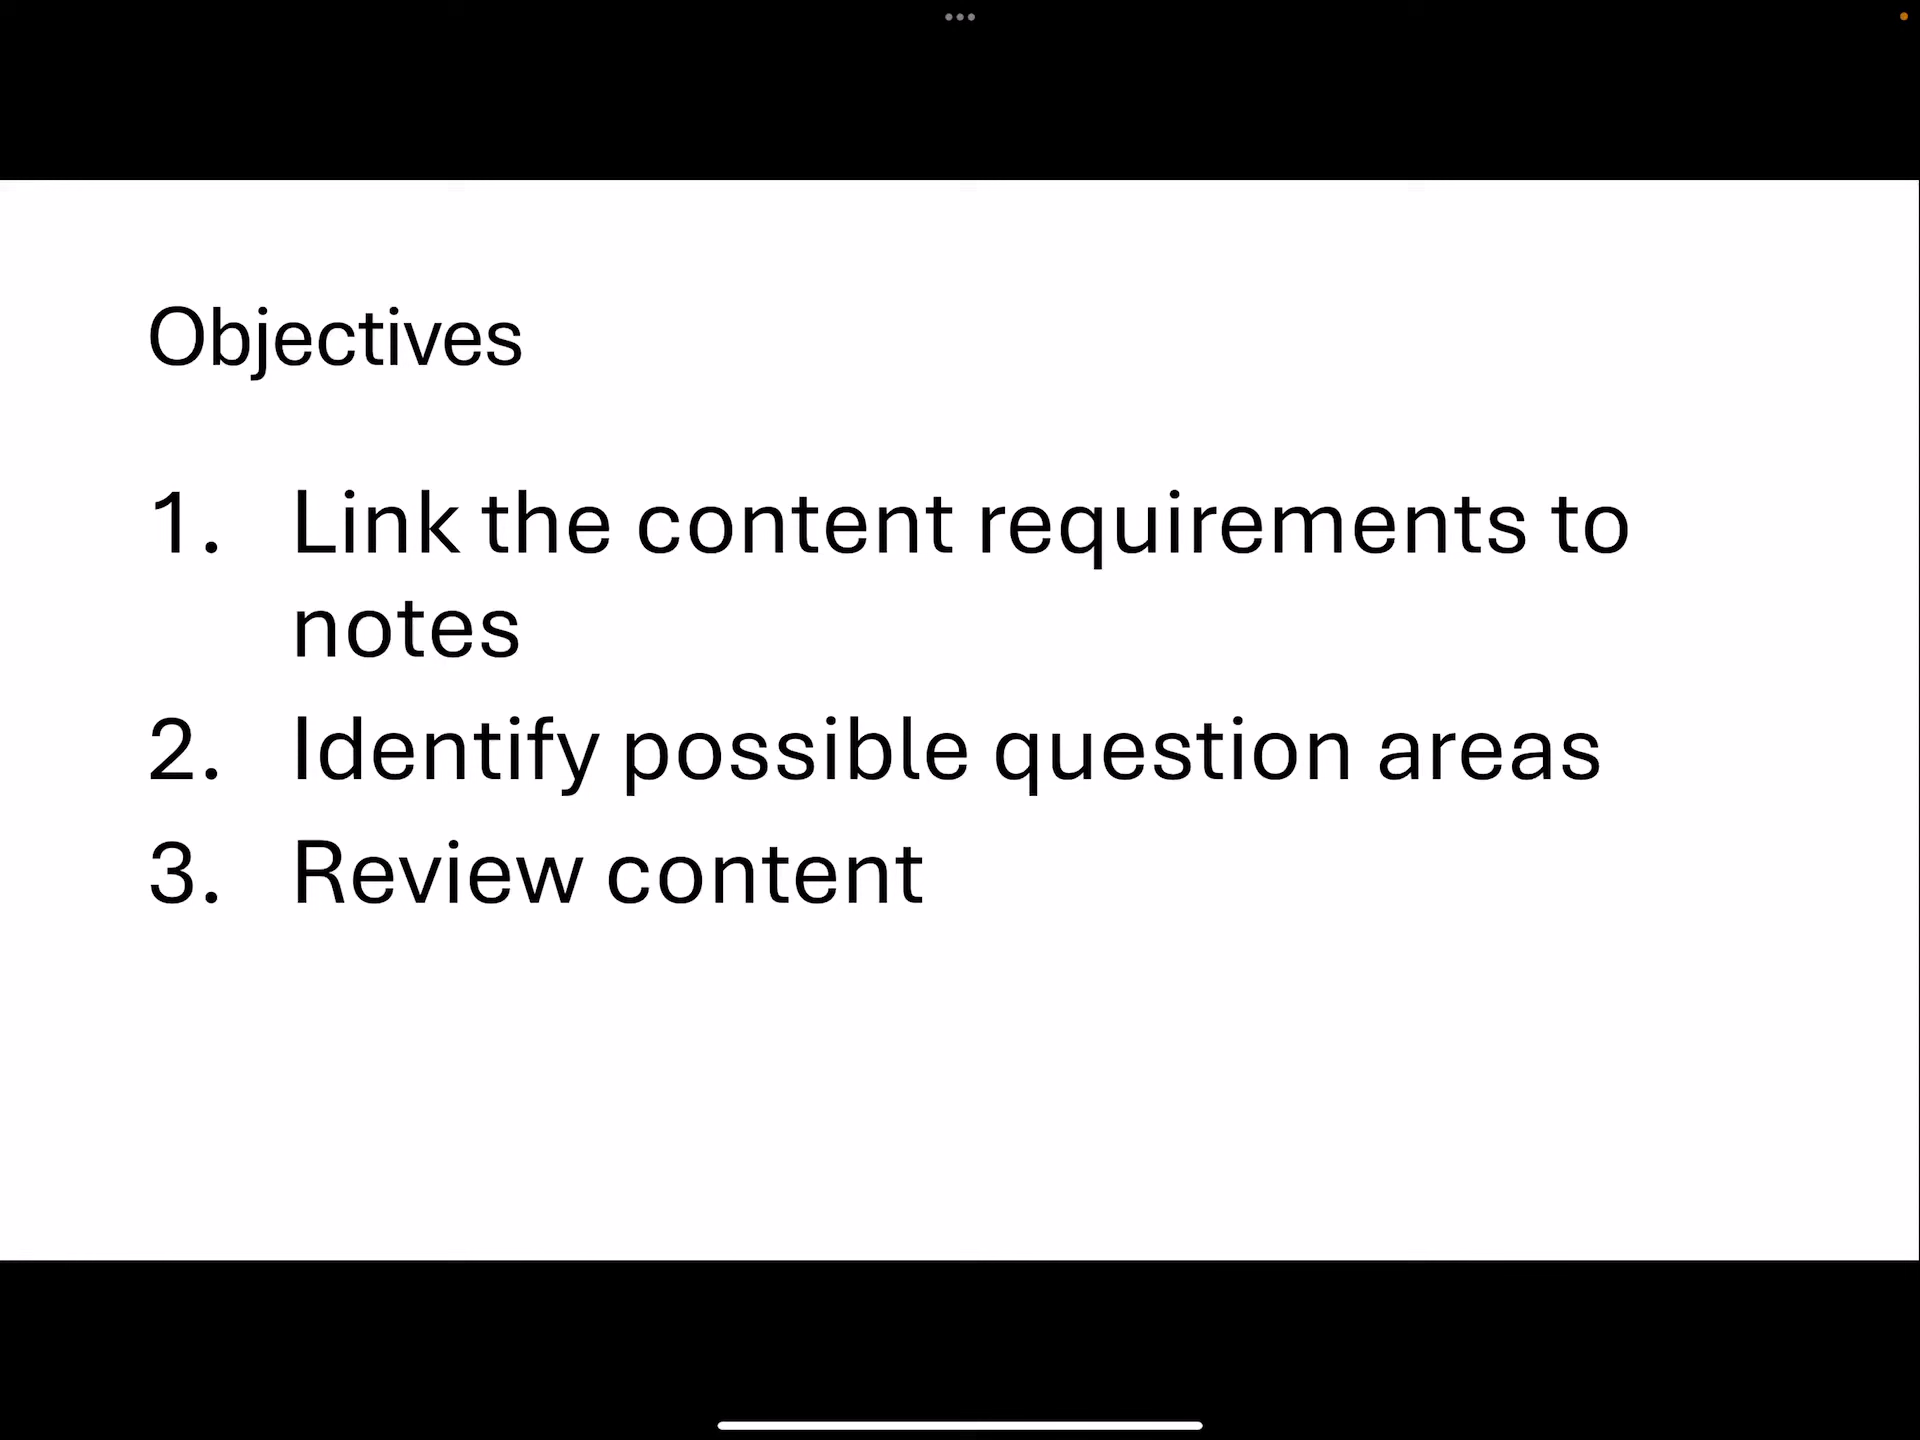 Objectives
1. Link the content requirements to
notes
2. Identify possible question areas
3. Review content